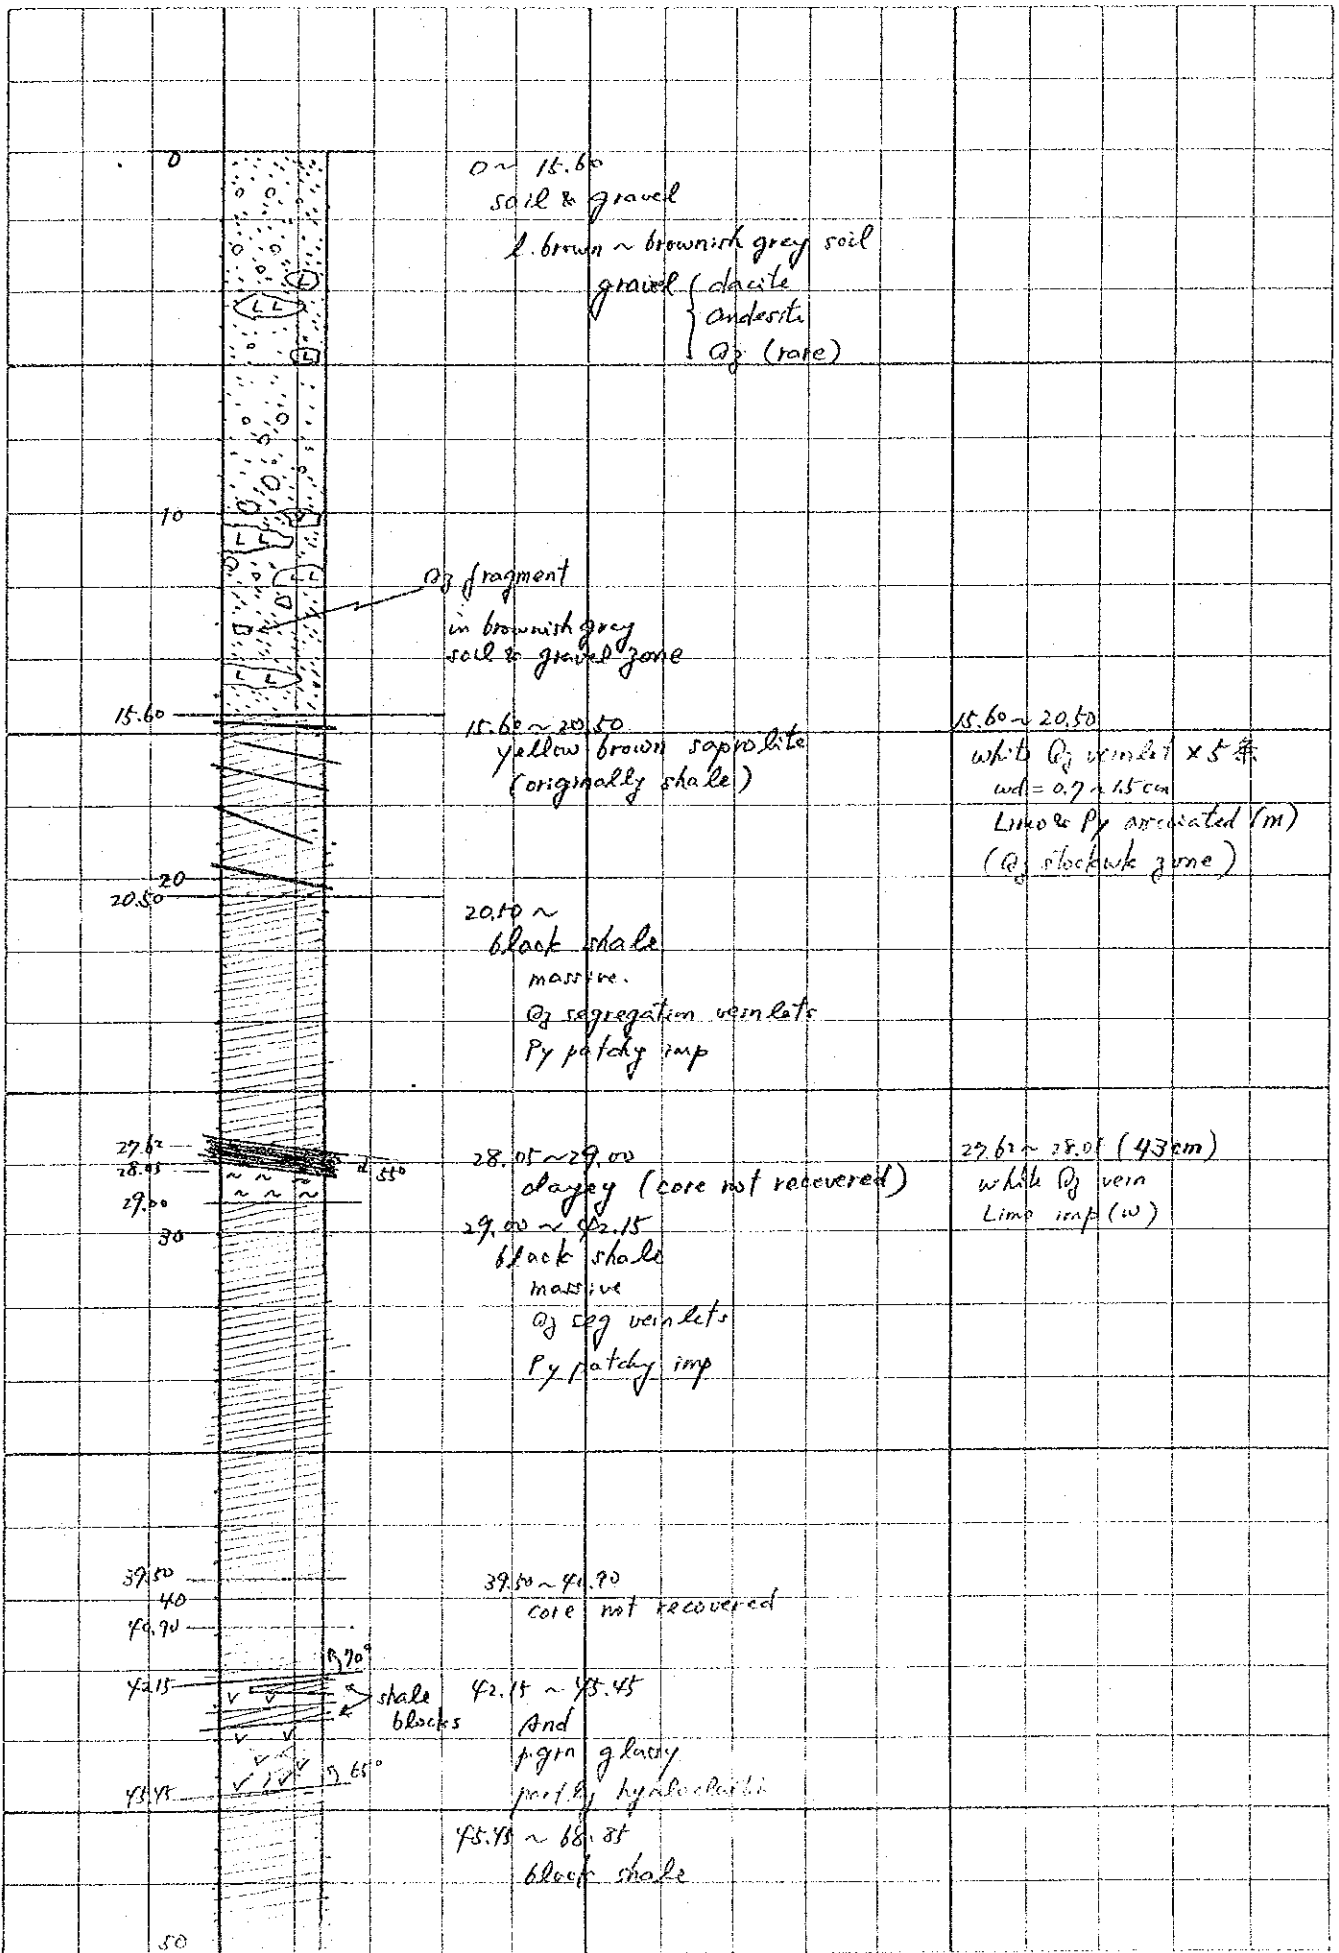 0
0 ~ 15.60
soil & gravel
l. brown ~ brownish grey soil
gravel { dacite
Andesite
Qz (rare)
10
Qz fragment
in brownish grey
soil & gravel zone
15.60
15.60 ~ 20.50
yellow brown saprolite
(originally shale)
15.60 ~ 20.50
white Qz veinlet × 5 条
wd = 0.7 ~ 1.5 cm
Limo & Py associated (m)
(Qz stockwk zone)
20
20.50
20.50 ~
black shale
massive.
Qz segregation veinlets
Py patchy imp
27.62
28.05
29.00
30
55°
28.05 ~ 29.00
clayey (core not recovered)
27.62 ~ 28.05 (43cm)
white Qz vein
Limo imp (w)
29.00 ~ 42.15
black shale
massive
Qz seg veinlets
Py patchy imp
39.50
40
40.90
39.50 ~ 40.90
core not recovered
70°
42.15
shale
blocks
42.15 ~ 45.45
And
p.grn glassy
partly hyaloclastic
65°
45.45
45.45 ~ 68.85
black shale
50